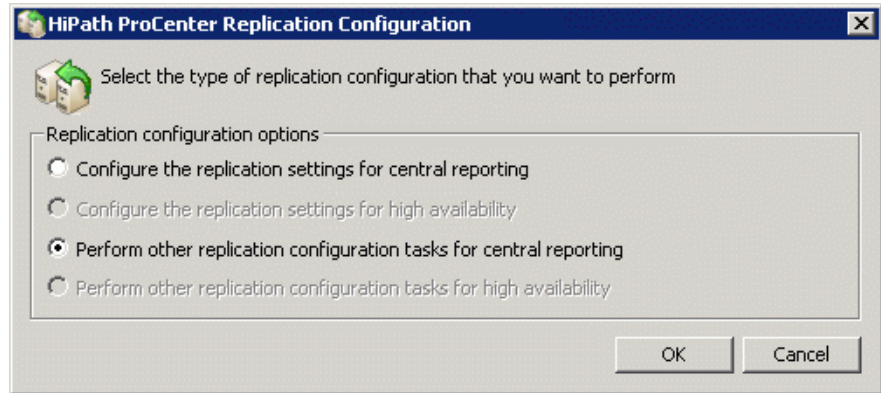 HiPath ProCenter Replication Configuration
Select the type of replication configuration that you want to perform
Replication configuration options
Configure the replication settings for central reporting
Configure the replication settings for high availability
Perform other replication configuration tasks for central reporting
Perform other replication configuration tasks for high availability
OK Cancel